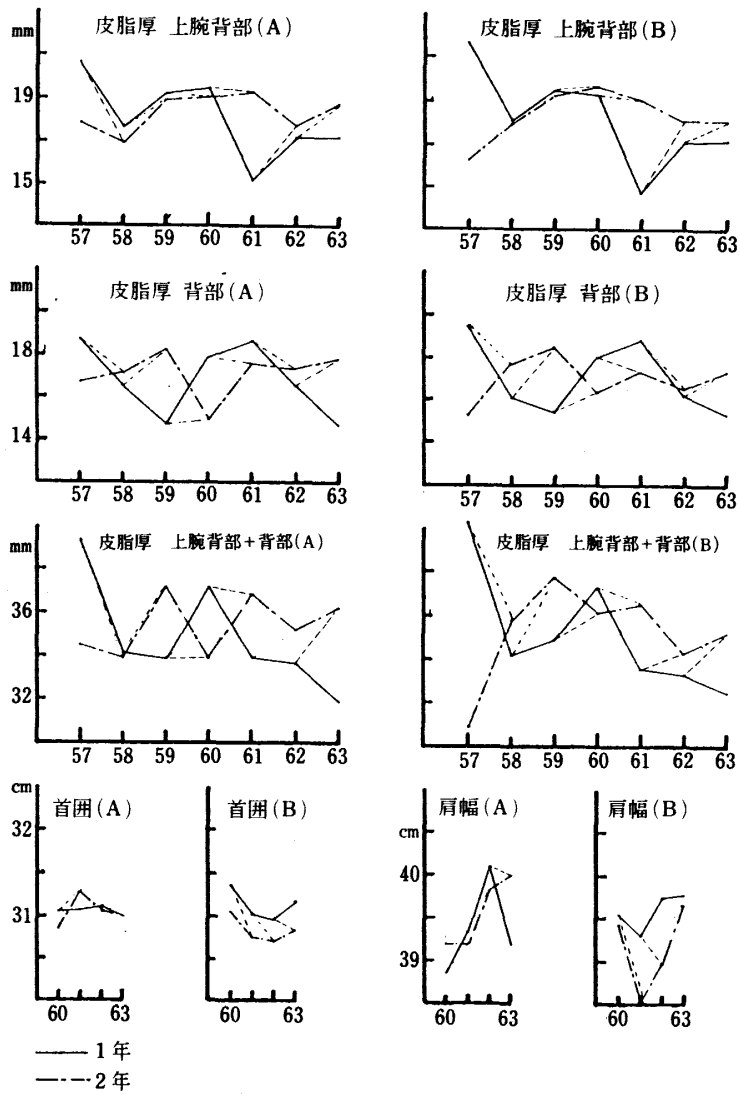 皮脂厚 上腕背部(A)
mm
19
15
57 58 59 60 61 62 63
皮脂厚 上腕背部(B)
57 58 59 60 61 62 63
皮脂厚 背部(A)
mm
18
14
57 58 59 60 61 62 63
皮脂厚 背部(B)
57 58 59 60 61 62 63
皮脂厚 上腕背部+背部(A)
mm
36
32
57 58 59 60 61 62 63
皮脂厚 上腕背部+背部(B)
57 58 59 60 61 62 63
首囲(A)
cm
32
31
60 63
首囲(B)
60 63
肩幅(A)
cm
40
39
60 63
肩幅(B)
60 63
1年
2年